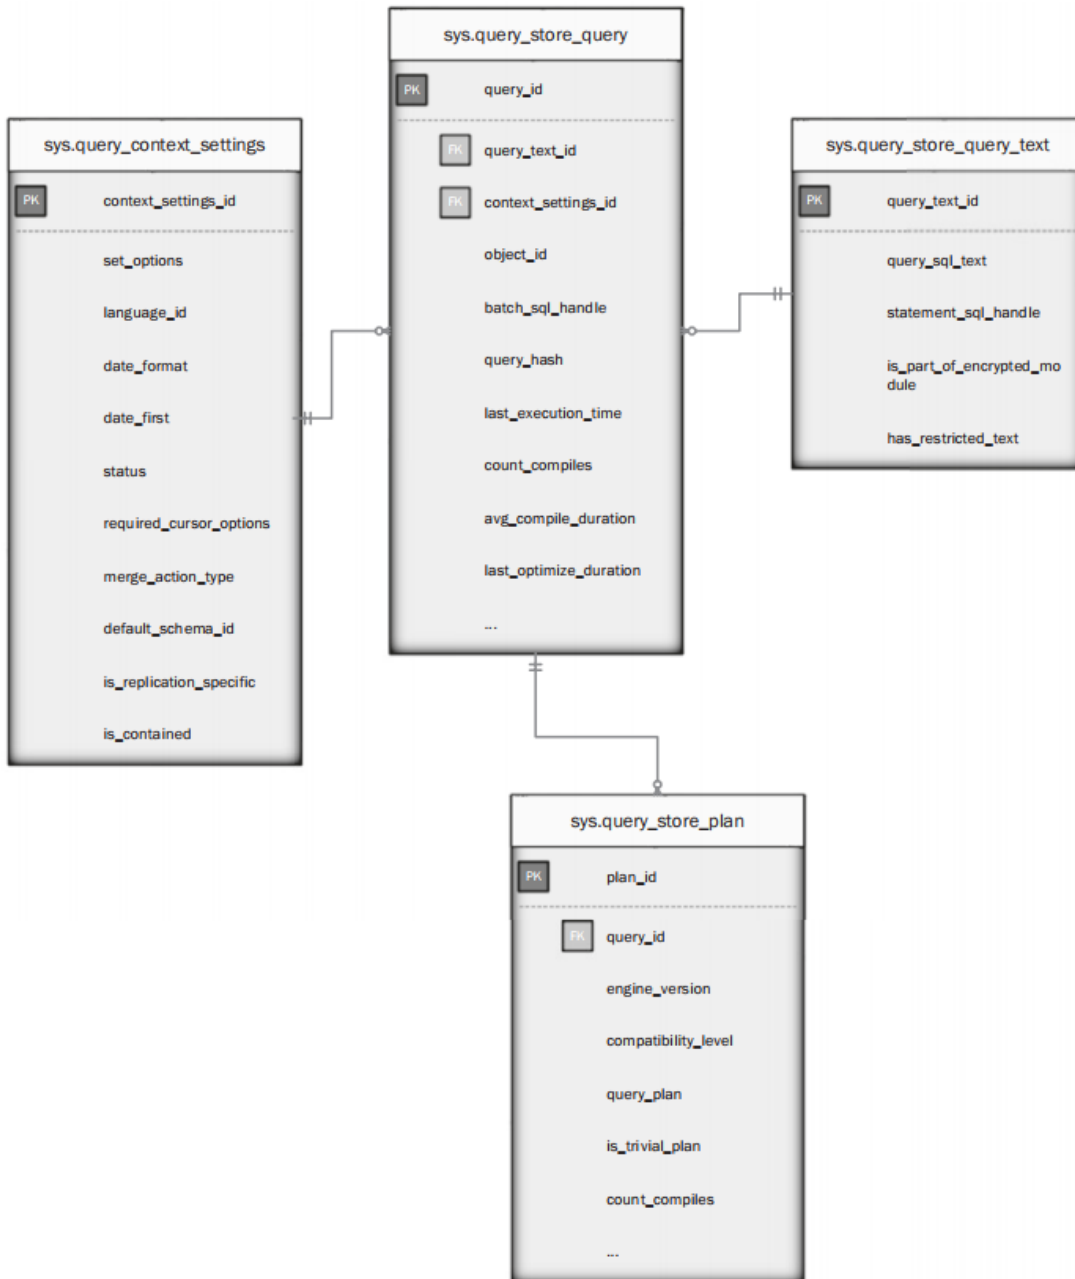 sys.query_store_query
PK query_id
FK query_text_id
FK context_settings_id
object_id
batch_sql_handle
query_hash
last_execution_time
count_compiles
avg_compile_duration
last_optimize_duration
...
sys.query_context_settings
PK context_settings_id
set_options
language_id
date_format
date_first
status
required_cursor_options
merge_action_type
default_schema_id
is_replication_specific
is_contained
sys.query_store_query_text
PK query_text_id
query_sql_text
statement_sql_handle
is_part_of_encrypted_mo
dule
has_restricted_text
sys.query_store_plan
PK plan_id
FK query_id
engine_version
compatibility_level
query_plan
is_trivial_plan
count_compiles
...